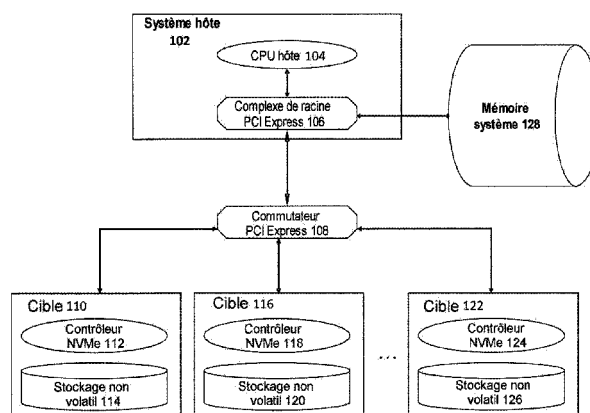 Système hôte
102
CPU hôte 104
Complexe de racine
PCI Express 106
Mémoire
système 128
Commutateur
PCI Express 108
Cible 110
Contrôleur
NVMe 112
Stockage non
volatil 114
Cible 116
Contrôleur
NVMe 118
Stockage non
volatil 120
...
Cible 122
Contrôleur
NVMe 124
Stockage non
volatil 126